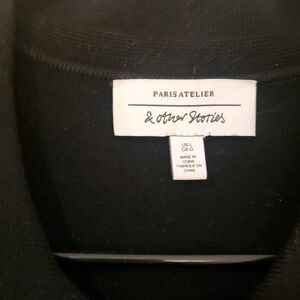 PARIS ATELIER
& Other Stories
US L
CA G
MADE IN
CHINA
FABRIQUÉ EN
CHINE